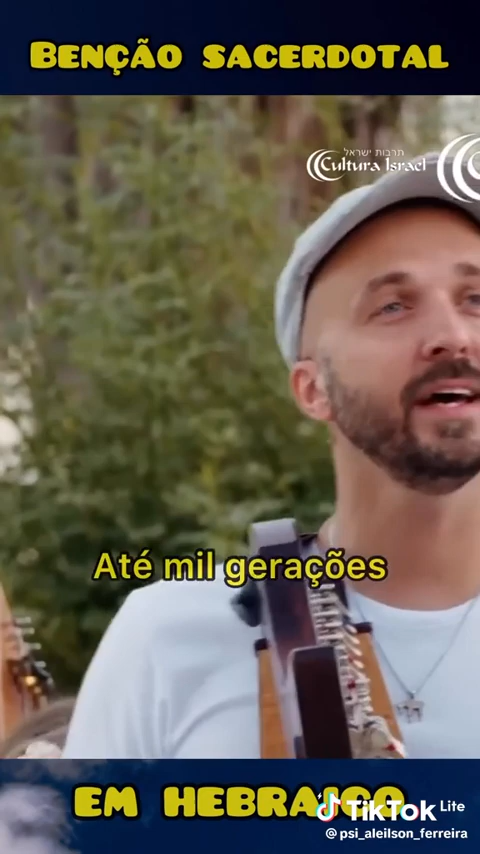 BENÇÃO SACERDOTAL
תרבות ישראל
Cultura Israel
Até mil gerações
EM HEBRAICO
TikTok Lite
@psi_aleilson_ferreira